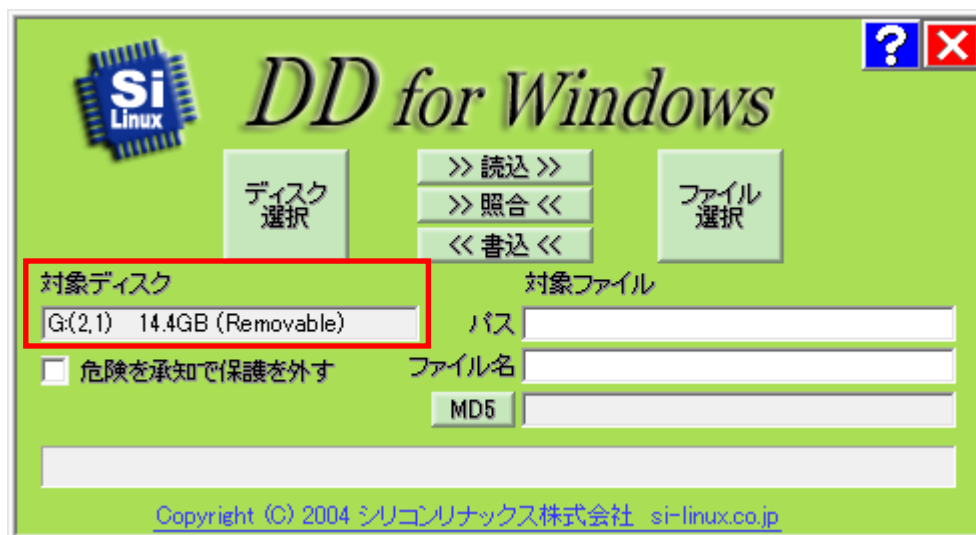 Si
Linux
DD for Windows
?
ディスク
選択
>> 読込 >>
>> 照合 <<
<< 書込 <<
ファイル
選択
対象ディスク
G:(2,1) 14.4GB (Removable)
危険を承知で保護を外す
対象ファイル
パス
ファイル名
MD5
Copyright (C) 2004 シリコンリナックス株式会社 si-linux.co.jp